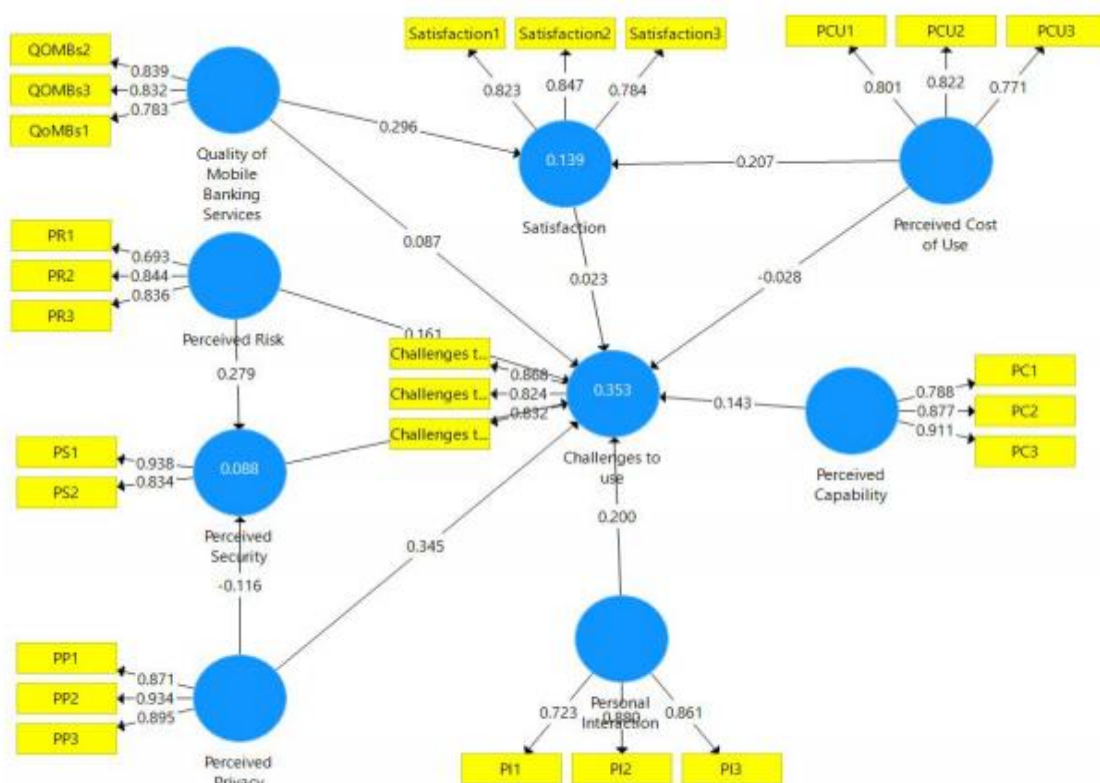 QOMBs2
QOMBs3
QoMBs1
0.839
0.832
0.783
Quality of
Mobile
Banking
Services
Satisfaction1
Satisfaction2
Satisfaction3
0.823
0.847
0.784
0.139
Satisfaction
PCU1
PCU2
PCU3
0.801
0.822
0.771
Perceived Cost
of Use
0.296
0.207
0.087
0.023
-0.028
PR1
PR2
PR3
0.693
0.844
0.836
Perceived Risk
0.161
0.279
Challenges t...
Challenges t...
Challenges t...
0.868
0.824
0.832
0.353
Challenges to
use
0.143
PC1
PC2
PC3
0.788
0.877
0.911
Perceived
Capability
PS1
PS2
0.938
0.834
0.088
Perceived
Security
0.345
0.200
-0.116
PP1
PP2
PP3
0.871
0.934
0.895
Perceived
Privacy
Personal
Interaction
0.723
0.880
0.861
PI1
PI2
PI3